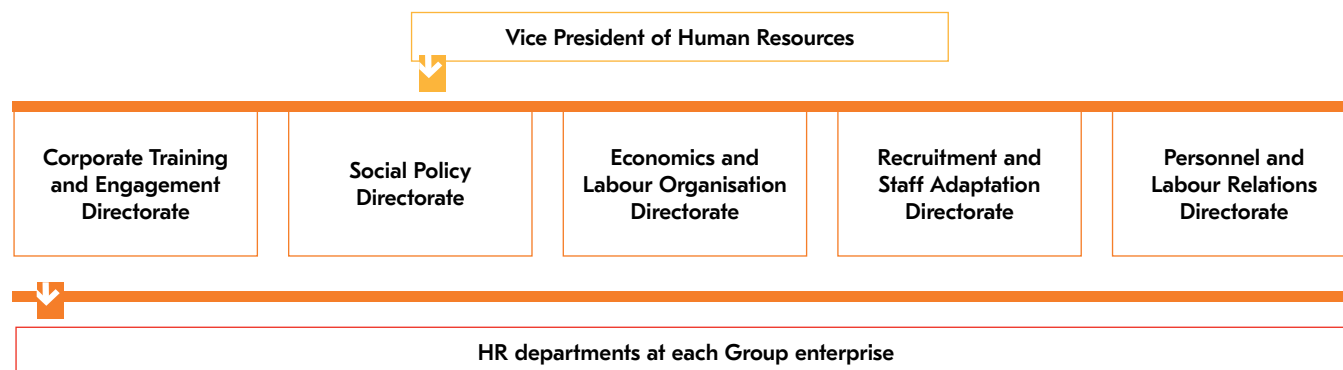 Vice President of Human Resources
Corporate Training
and Engagement
Directorate
Social Policy
Directorate
Economics and
Labour Organisation
Directorate
Recruitment and
Staff Adaptation
Directorate
Personnel and
Labour Relations
Directorate
HR departments at each Group enterprise